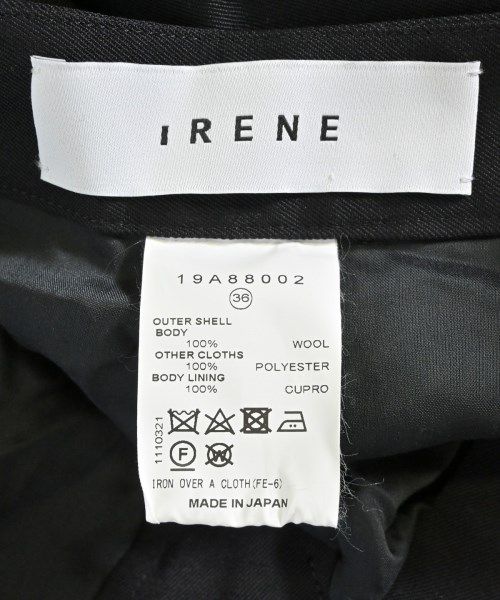 IRENE
19A88002
36
OUTER SHELL
BODY
100% WOOL
OTHER CLOTHS
100% POLYESTER
BODY LINING
100% CUPRO
1110321
F W
IRON OVER A CLOTH(FE-6)
MADE IN JAPAN